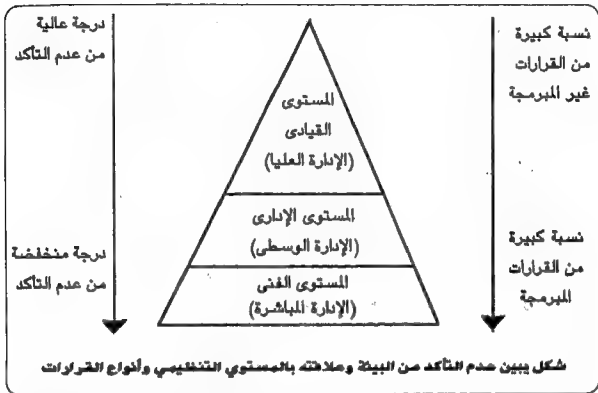 نسبة كبيرة
من القرارات
غير المبرمجة
درجة عالية
من عدم التأكد
المستوى
القيادى
(الإدارة العليا)
المستوى الإدارى
(الإدارة الوسطى)
المستوى الفنى
(الإدارة المباشرة)
نسبة كبيرة
من القرارات
المبرمجة
درجة منخفضة
من عدم التأكد
شكل يبين عدم التأكد من البيئة وعلاقته بالمستوي التنظيمي وأنواع القرارات